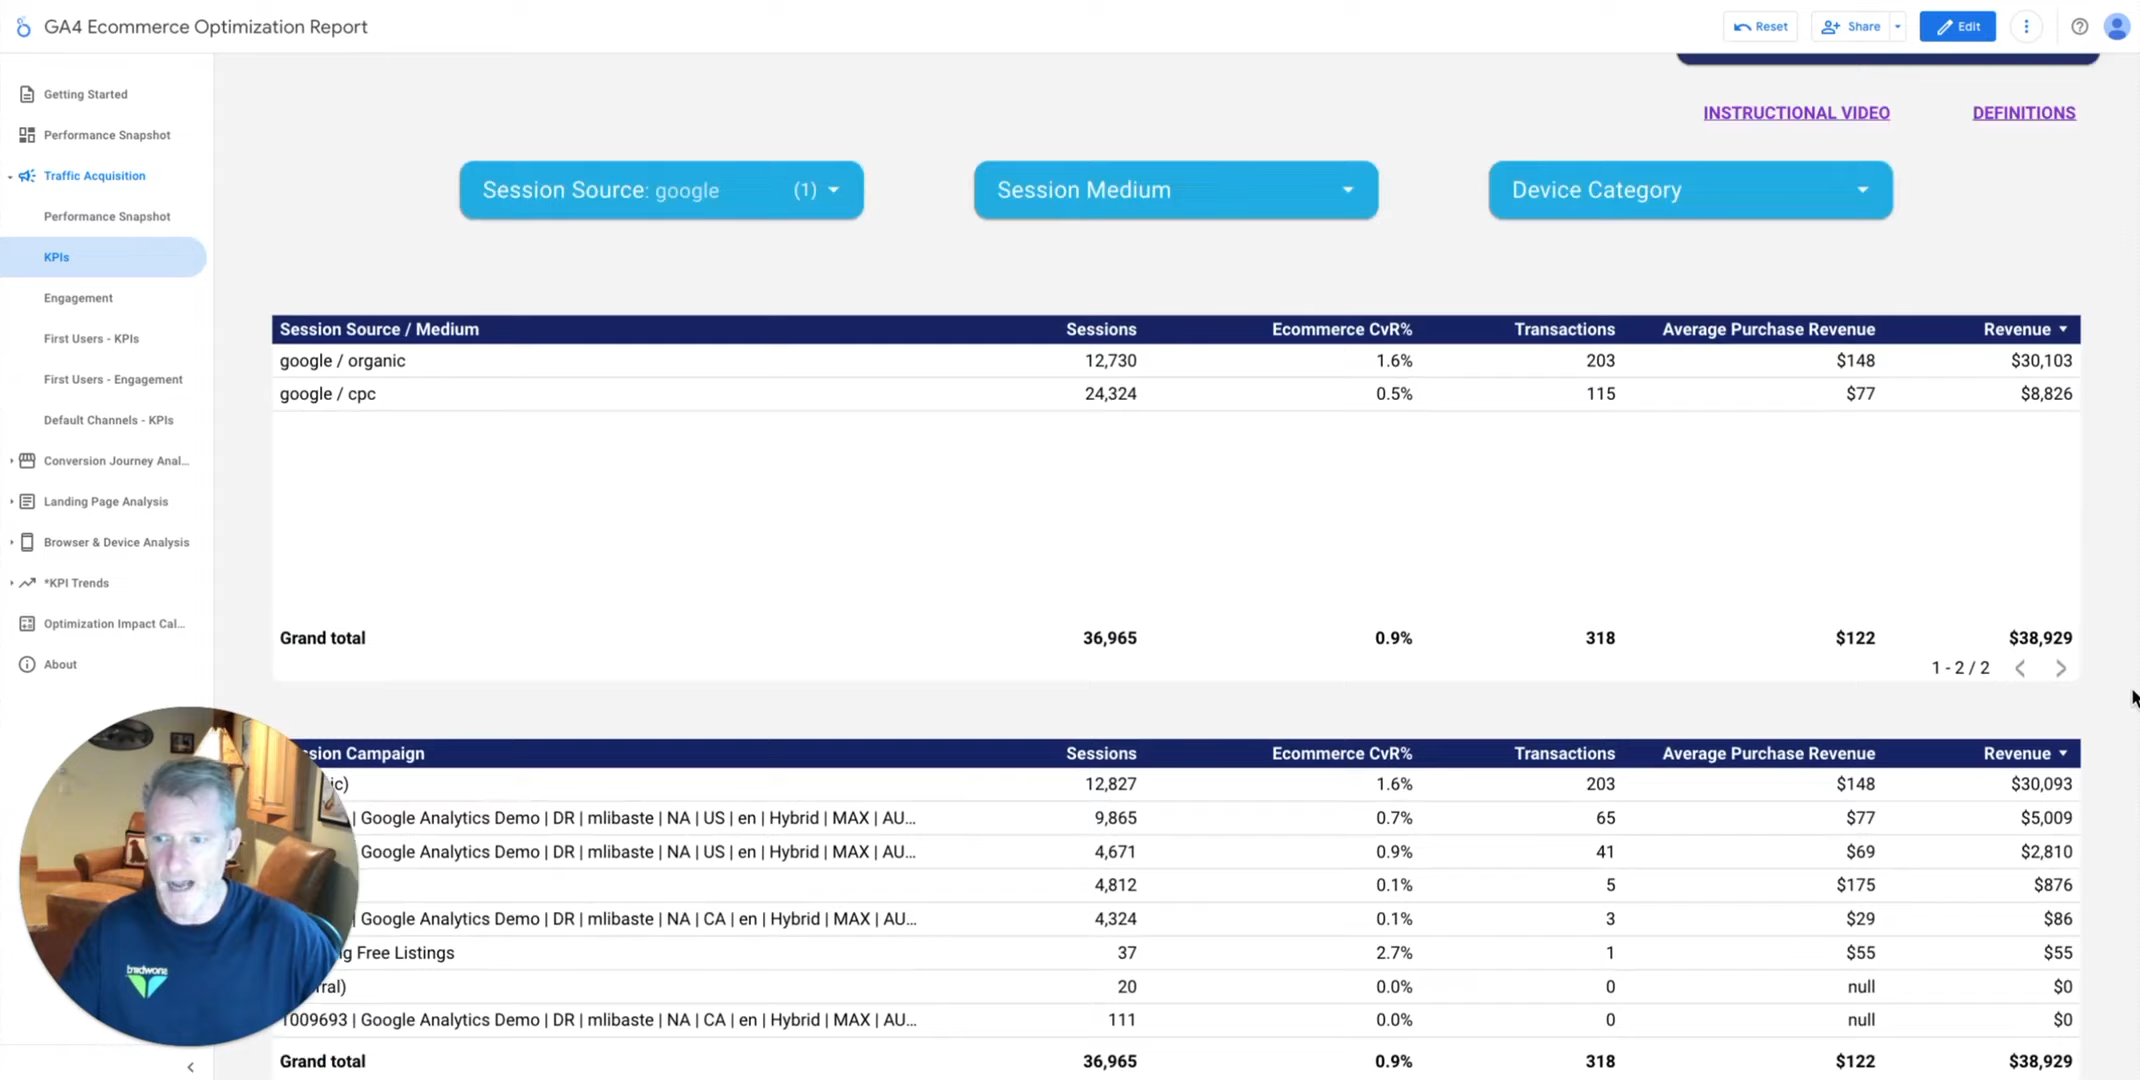 GA4 Ecommerce Optimization Report
Reset
Share
Edit
Getting Started
Performance Snapshot
Traffic Acquisition
Performance Snapshot
KPIs
Engagement
First Users - KPIs
First Users - Engagement
Default Channels - KPIs
Conversion Journey Anal...
Landing Page Analysis
Browser & Device Analysis
*KPI Trends
Optimization Impact Cal...
About
INSTRUCTIONAL VIDEO DEFINITIONS
Session Source: google (1) Session Medium Device Category
Session Source / Medium Sessions Ecommerce CvR% Transactions Average Purchase Revenue Revenue
google / organic 12,730 1.6% 203 $148 $30,103
google / cpc 24,324 0.5% 115 $77 $8,826
Grand total 36,965 0.9% 318 $122 $38,929
1 - 2 / 2
sion Campaign Sessions Ecommerce CvR% Transactions Average Purchase Revenue Revenue
ic) 12,827 1.6% 203 $148 $30,093
| Google Analytics Demo | DR | mlibaste | NA | US | en | Hybrid | MAX | AU... 9,865 0.7% 65 $77 $5,009
Google Analytics Demo | DR | mlibaste | NA | US | en | Hybrid | MAX | AU... 4,671 0.9% 41 $69 $2,810
4,812 0.1% 5 $175 $876
| Google Analytics Demo | DR | mlibaste | NA | CA | en | Hybrid | MAX | AU... 4,324 0.1% 3 $29 $86
g Free Listings 37 2.7% 1 $55 $55
rral) 20 0.0% 0 null $0
1009693 | Google Analytics Demo | DR | mlibaste | NA | CA | en | Hybrid | MAX | AU... 111 0.0% 0 null $0
Grand total 36,965 0.9% 318 $122 $38,929